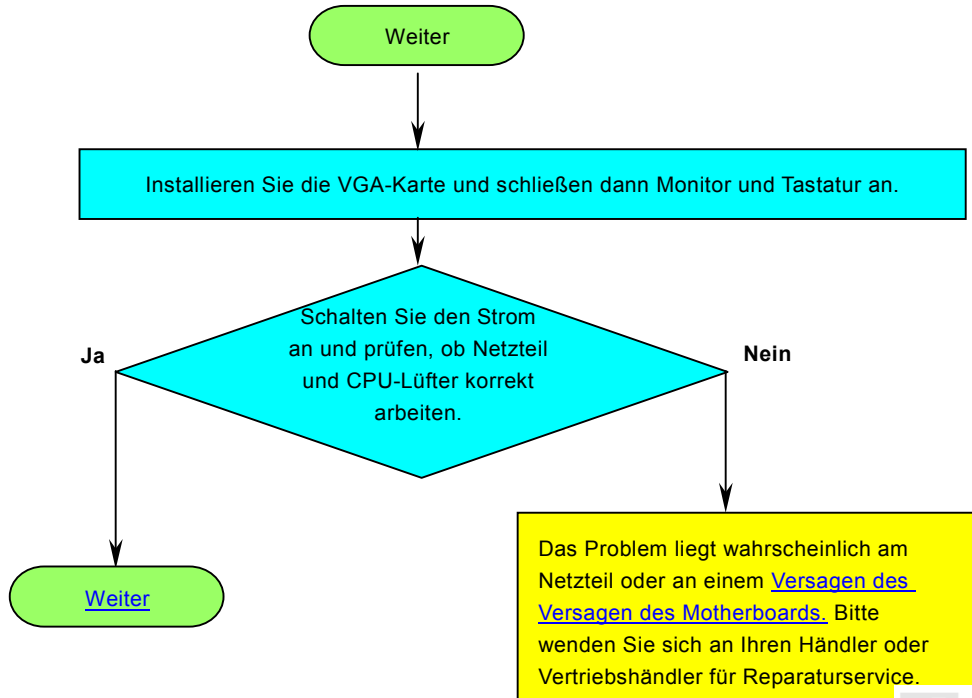 Weiter
Installieren Sie die VGA-Karte und schließen dann Monitor und Tastatur an.
Schalten Sie den Strom
an und prüfen, ob Netzteil
und CPU-Lüfter korrekt
arbeiten.
Ja
Nein
Weiter
Das Problem liegt wahrscheinlich am
Netzteil oder an einem Versagen des
Versagen des Motherboards. Bitte
wenden Sie sich an Ihren Händler oder
Vertriebshändler für Reparaturservice.